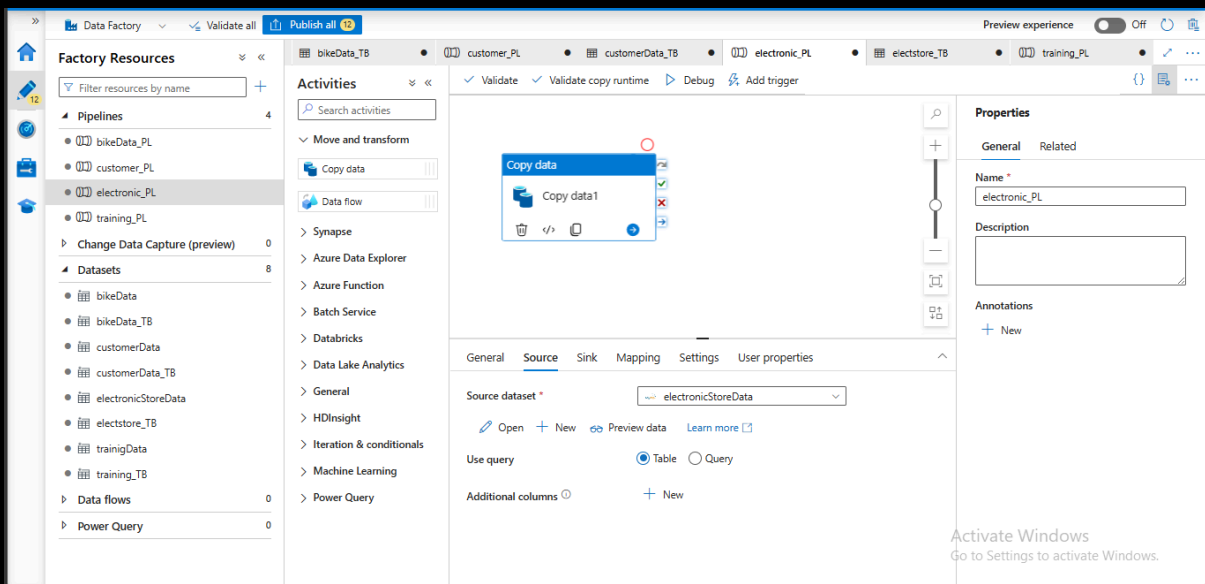 Data Factory
Validate all
Publish all 12
Preview experience
Off
12
Factory Resources
Filter resources by name
Pipelines 4
bikeData_PL
customer_PL
electronic_PL
training_PL
Change Data Capture (preview) 0
Datasets 8
bikeData
bikeData_TB
customerData
customerData_TB
electronicStoreData
electstore_TB
trainigData
training_TB
Data flows 0
Power Query 0
bikeData_TB
customer_PL
customerData_TB
electronic_PL
electstore_TB
training_PL
Activities
Search activities
Move and transform
Copy data
Data flow
Synapse
Azure Data Explorer
Azure Function
Batch Service
Databricks
Data Lake Analytics
General
HDInsight
Iteration & conditionals
Machine Learning
Power Query
Validate
Validate copy runtime
Debug
Add trigger
Copy data
Copy data1
General Source Sink Mapping Settings User properties
Source dataset *
electronicStoreData
Open
New
Preview data
Learn more
Use query
Table
Query
Additional columns
New
Properties
General Related
Name *
electronic_PL
Description
Annotations
New
Activate Windows
Go to Settings to activate Windows.